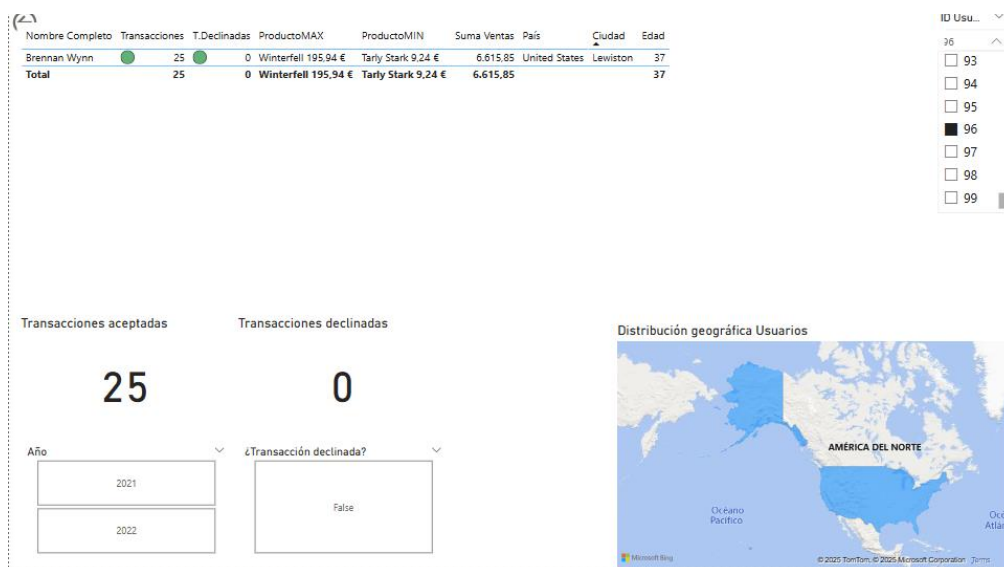 ID Usu...
96
Nombre Completo Transacciones T.Declinadas ProductoMAX ProductoMIN Suma Ventas País Ciudad Edad
Brennan Wynn 25 0 Winterfell 195,94 € Tarly Stark 9,24 € 6.615,85 United States Lewiston 37
Total 25 0 Winterfell 195,94 € Tarly Stark 9,24 € 6.615,85 37
93
94
95
96
97
98
99
Transacciones aceptadas
25
Transacciones declinadas
0
Año
2021
2022
¿Transacción declinada?
False
Distribución geográfica Usuarios
AMÉRICA DEL NORTE
Océano
Pacífico
Microsoft Bing
© 2025 TomTom, © 2025 Microsoft Corporation Terms